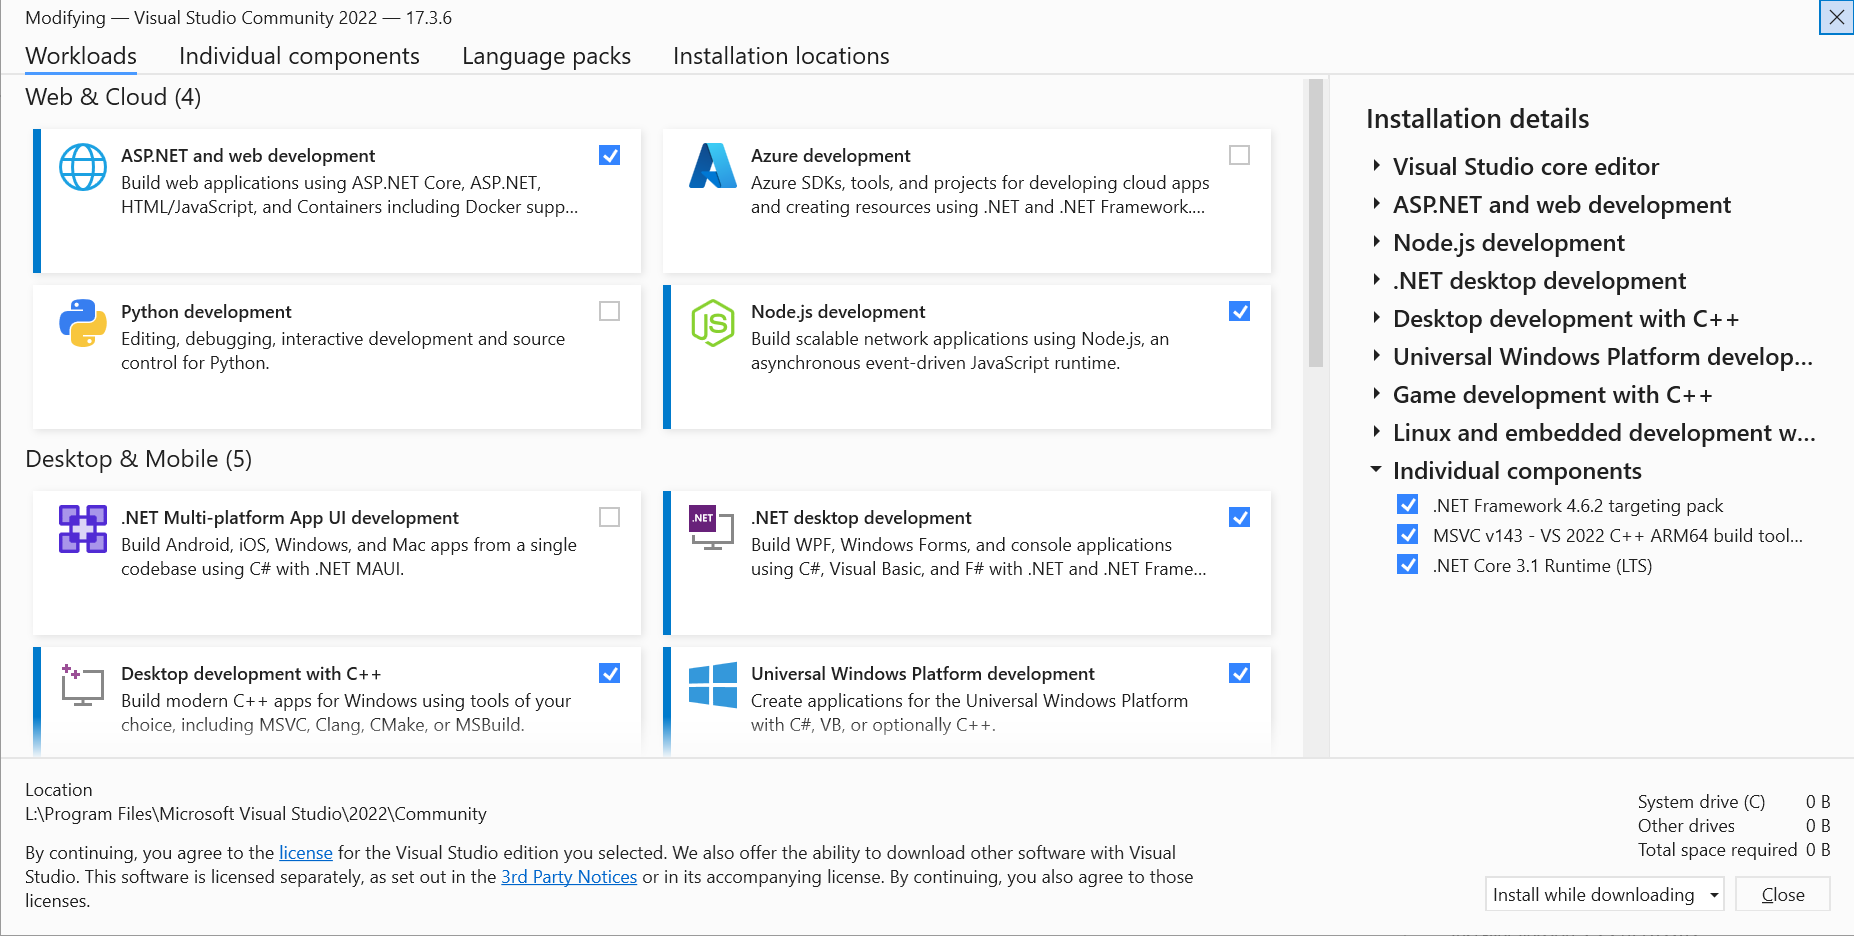 Modifying — Visual Studio Community 2022 — 17.3.6
Workloads
Individual components
Language packs
Installation locations
Web & Cloud (4)
ASP.NET and web development
Build web applications using ASP.NET Core, ASP.NET,
HTML/JavaScript, and Containers including Docker supp...
Azure development
Azure SDKs, tools, and projects for developing cloud apps
and creating resources using .NET and .NET Framework....
Python development
Editing, debugging, interactive development and source
control for Python.
JS
Node.js development
Build scalable network applications using Node.js, an
asynchronous event-driven JavaScript runtime.
Desktop & Mobile (5)
.NET Multi-platform App UI development
Build Android, iOS, Windows, and Mac apps from a single
codebase using C# with .NET MAUI.
.NET
.NET desktop development
Build WPF, Windows Forms, and console applications
using C#, Visual Basic, and F# with .NET and .NET Frame...
Desktop development with C++
Build modern C++ apps for Windows using tools of your
choice, including MSVC, Clang, CMake, or MSBuild.
Universal Windows Platform development
Create applications for the Universal Windows Platform
with C#, VB, or optionally C++.
Installation details
Visual Studio core editor
ASP.NET and web development
Node.js development
.NET desktop development
Desktop development with C++
Universal Windows Platform develop...
Game development with C++
Linux and embedded development w...
Individual components
.NET Framework 4.6.2 targeting pack
MSVC v143 - VS 2022 C++ ARM64 build tool...
.NET Core 3.1 Runtime (LTS)
Location
L:\Program Files\Microsoft Visual Studio\2022\Community
By continuing, you agree to the license for the Visual Studio edition you selected. We also offer the ability to download other software with Visual
Studio. This software is licensed separately, as set out in the 3rd Party Notices or in its accompanying license. By continuing, you also agree to those
licenses.
System drive (C) 0 B
Other drives 0 B
Total space required 0 B
Install while downloading
Close